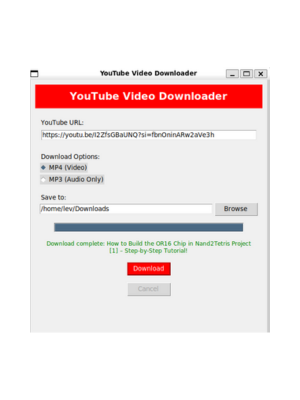 YouTube Video Downloader
YouTube Video Downloader
YouTube URL:
https://youtu.be/I2ZfsGBaUNQ?si=fbnOninARw2aVe3h
Download Options:
MP4 (Video)
MP3 (Audio Only)
Save to:
/home/lev/Downloads
Browse
Download complete: How to Build the OR16 Chip in Nand2Tetris Project
[1] – Step-by-Step Tutorial!
Download
Cancel